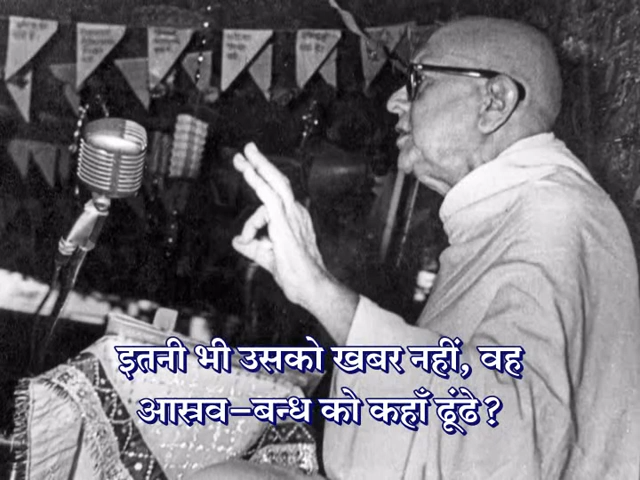 इतनी भी उसको खबर नहीं, वह
आस्रव-बन्ध को कहाँ ढूंढे?